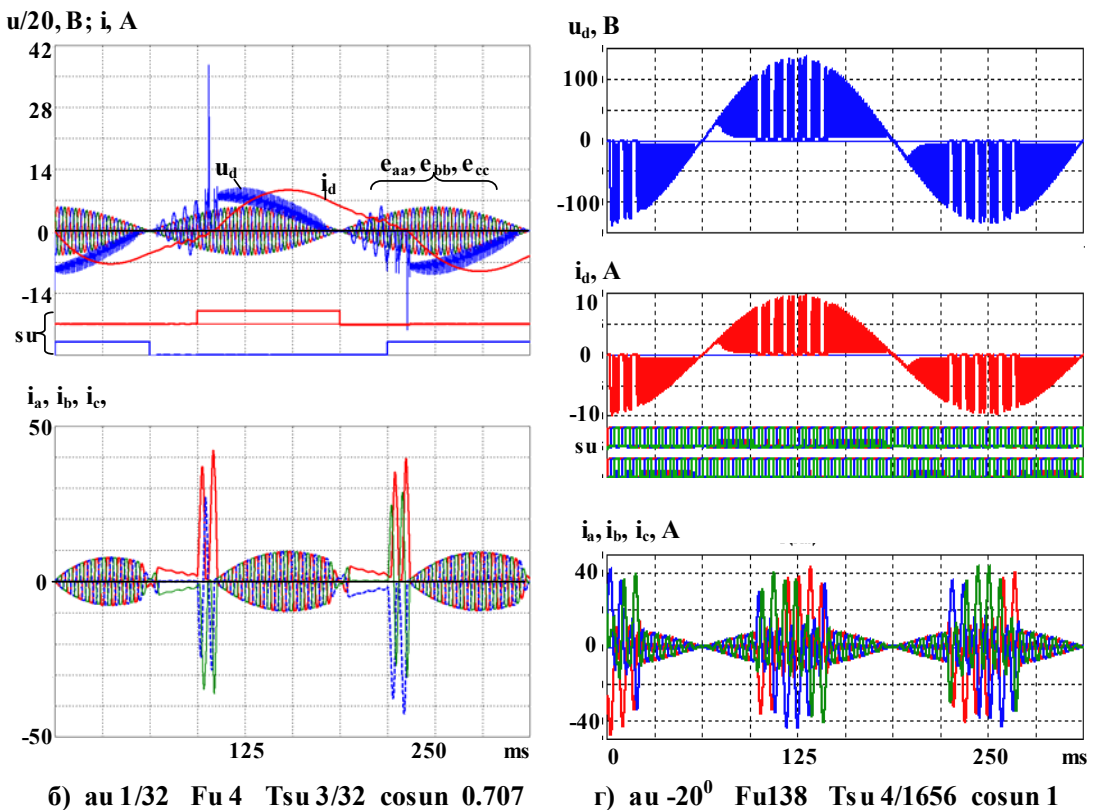 u/20, В; i, А
42
28
14
0
-14
u_d
i_d
e_aa, e_bb, e_cc
su
i_a, i_b, i_c,
50
0
-50
125
250
ms
б) au 1/32 Fu 4 Tsu 3/32 cosun 0.707
u_d, В
100
0
-100
i_d, А
10
0
-10
su
i_a, i_b, i_c, А
40
0
-40
0
125
250
ms
г) au -20⁰ Fu138 Tsu 4/1656 cosun 1